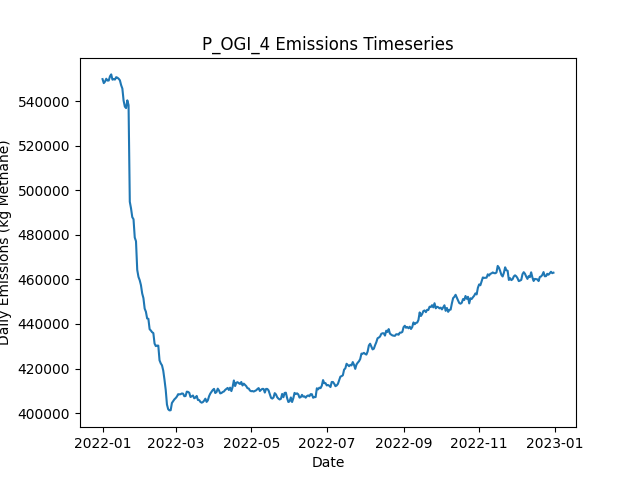 P_OGI_4 Emissions Timeseries
Daily Emissions (kg Methane)
540000
520000
500000
480000
460000
440000
420000
400000
2022-01 2022-03 2022-05 2022-07 2022-09 2022-11 2023-01
Date